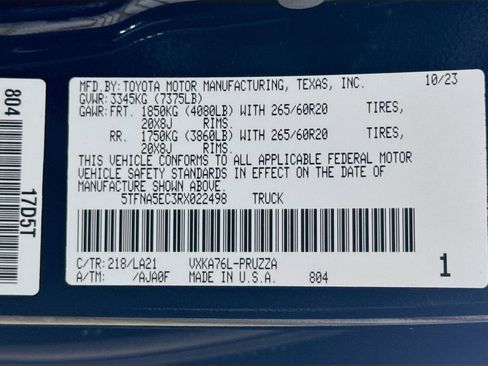 MFD.BY:TOYOTA MOTOR MANUFACTURING, TEXAS, INC. 10/23
GVWR:3345KG (7375LB)
GAWR:FRT. 1850KG (4080LB) WITH 265/60R20 TIRES,
20X8J RIMS.
RR. 1750KG (3860LB) WITH 265/60R20 TIRES,
20X8J RIMS.
THIS VEHICLE CONFORMS TO ALL APPLICABLE FEDERAL MOTOR
VEHICLE SAFETY STANDARDS IN EFFECT ON THE DATE OF
MANUFACTURE SHOWN ABOVE.
5TFNA5EC3RX022498 TRUCK
C/TR:218/LA21 VXKA76L-PRUZZA
A/TM: /AJA0F MADE IN U.S.A. 804
1
804
17D5T